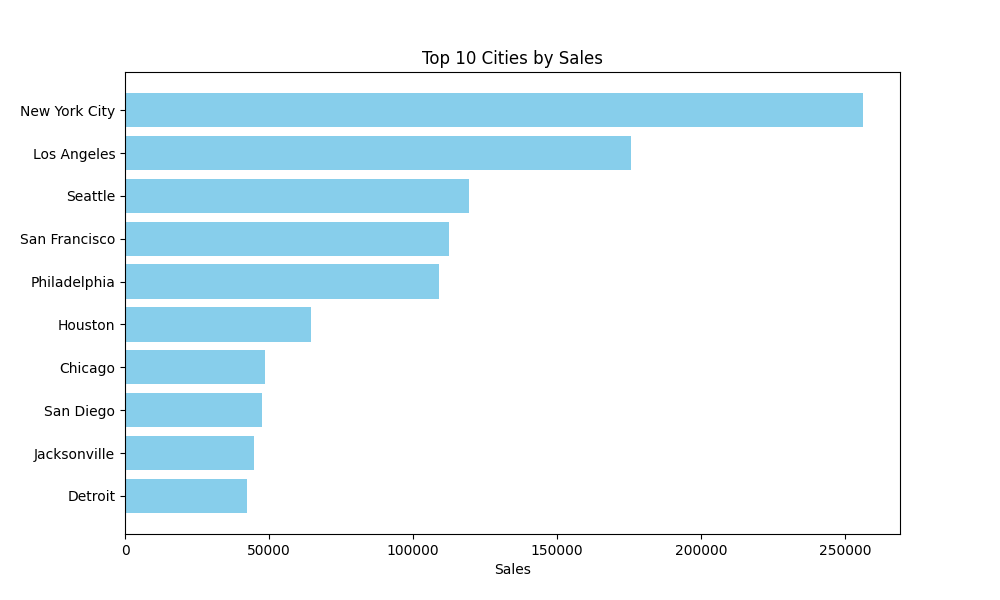 Top 10 Cities by Sales
New York City
Los Angeles
Seattle
San Francisco
Philadelphia
Houston
Chicago
San Diego
Jacksonville
Detroit
0 50000 100000 150000 200000 250000
Sales